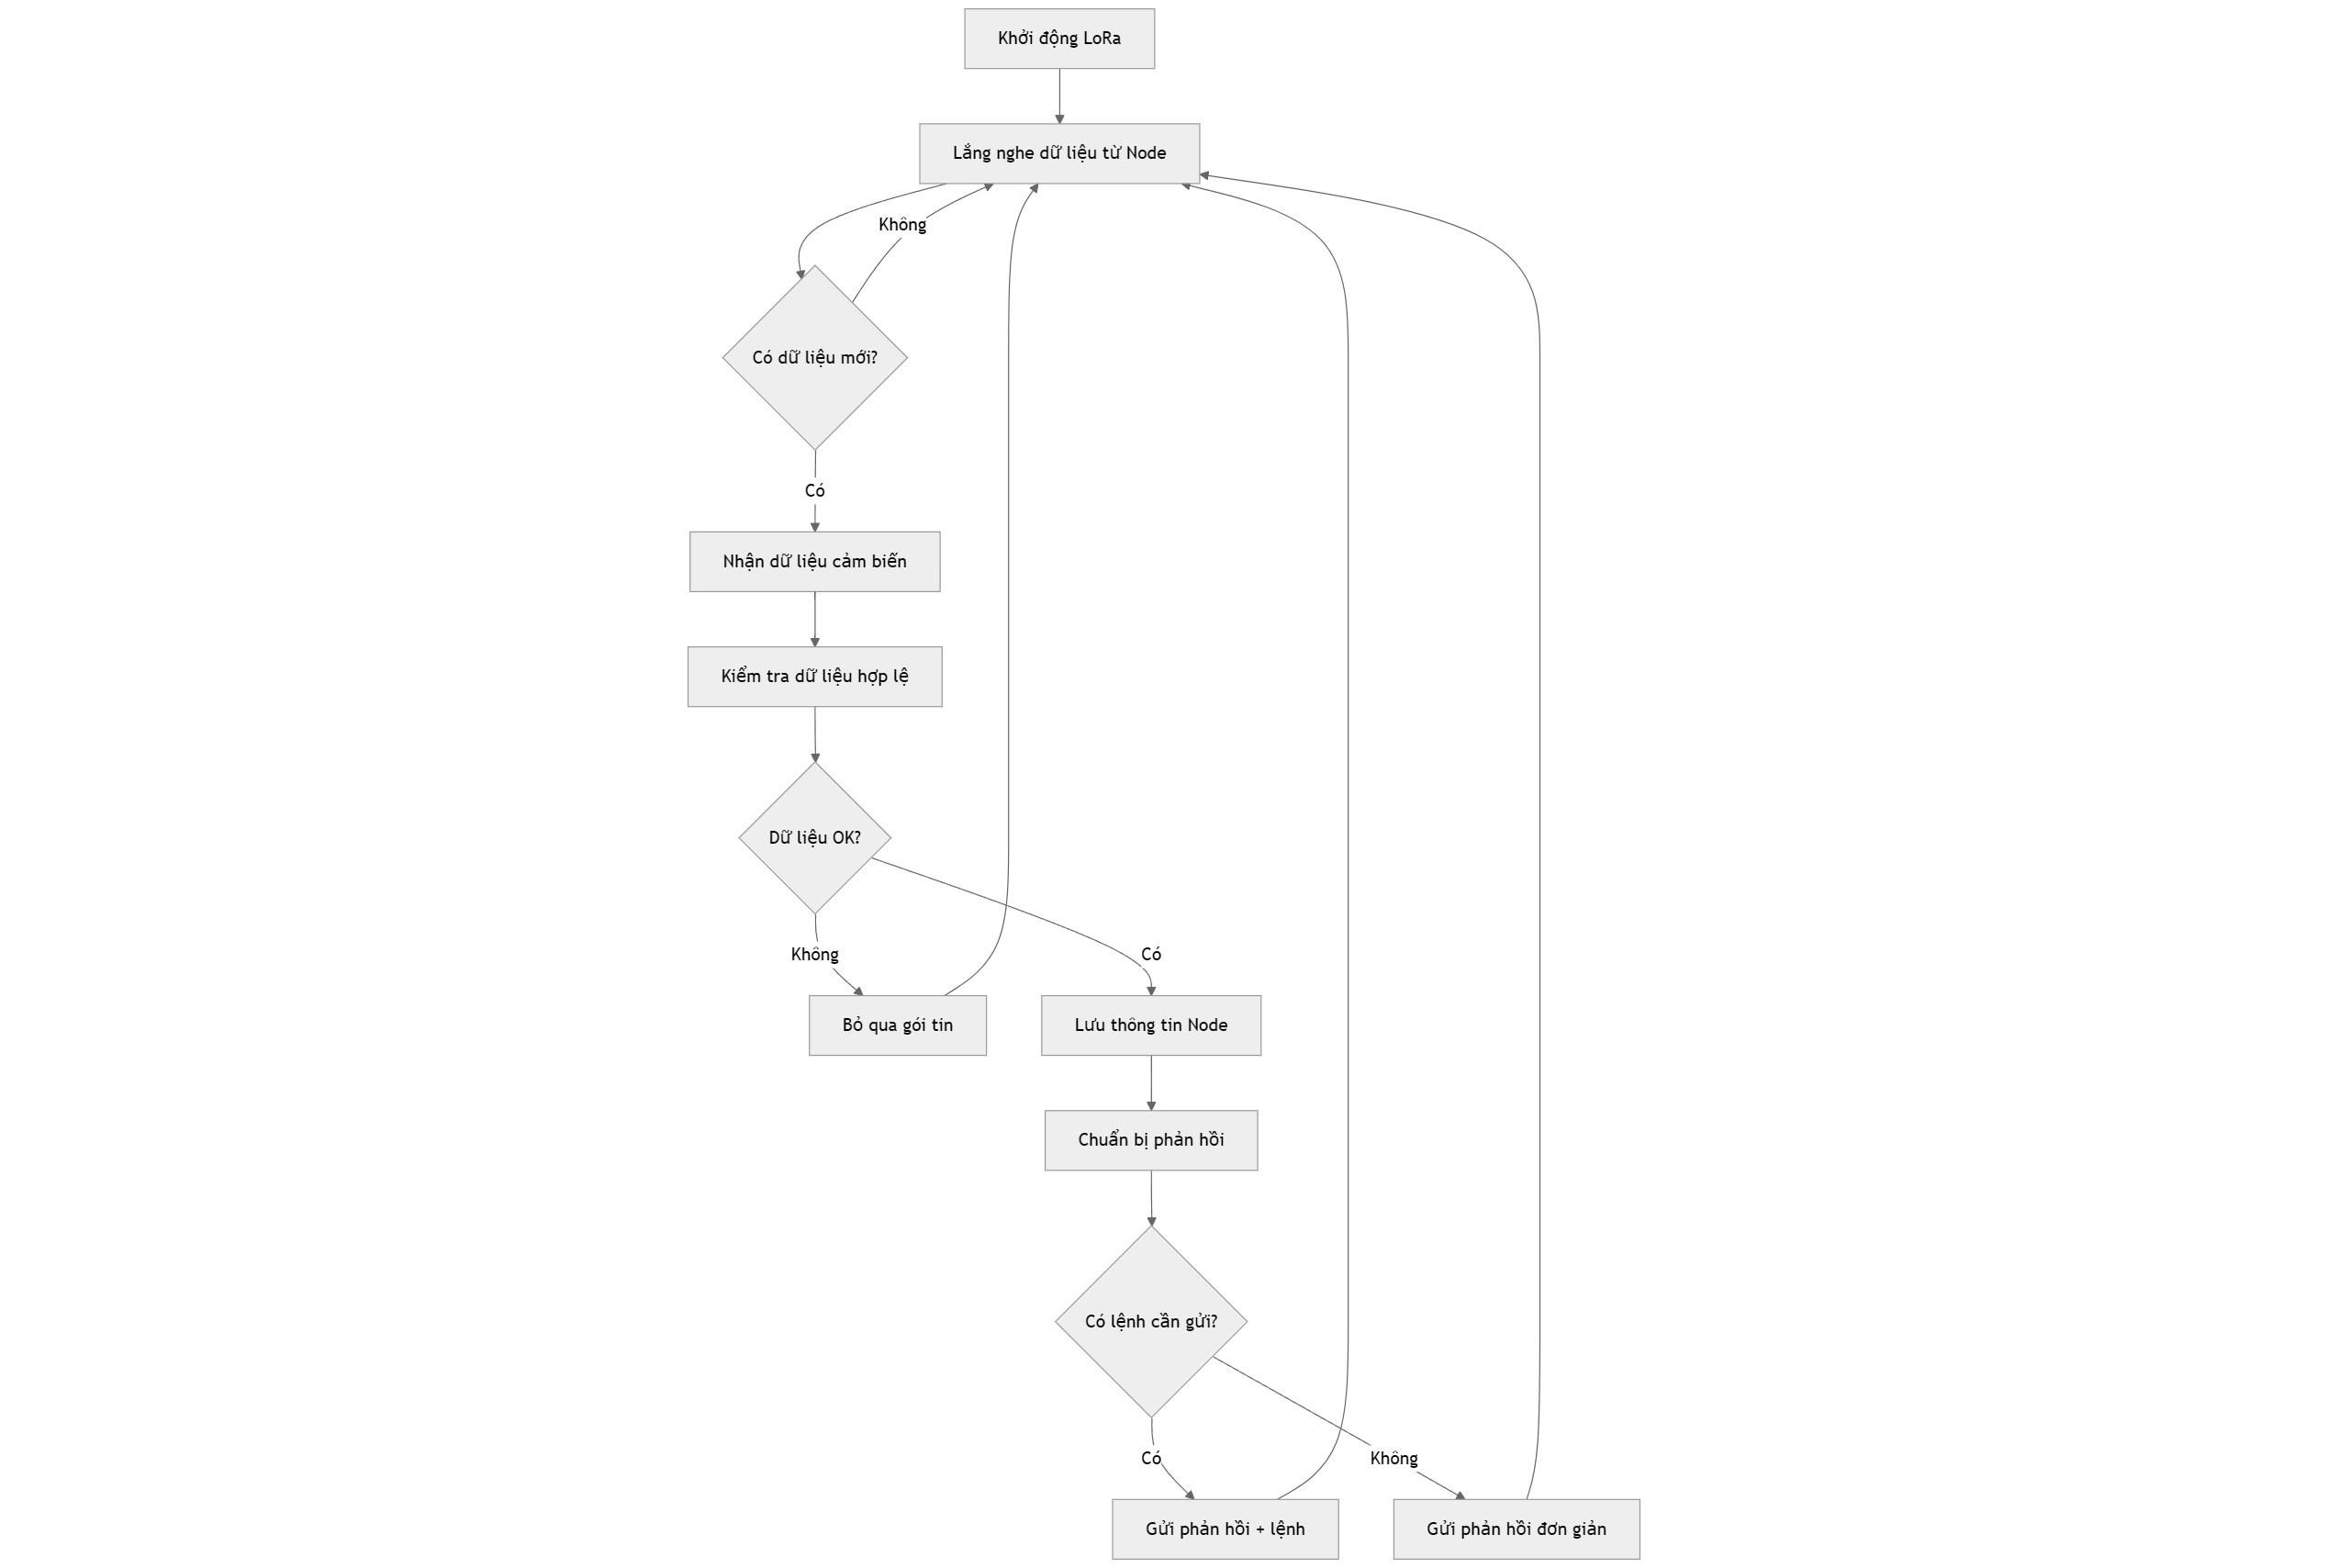 Khởi động LoRa
Lắng nghe dữ liệu từ Node
Không
Có dữ liệu mới?
Có
Nhận dữ liệu cảm biến
Kiểm tra dữ liệu hợp lệ
Dữ liệu OK?
Không
Có
Bỏ qua gói tin
Lưu thông tin Node
Chuẩn bị phản hồi
Có lệnh cần gửi?
Có
Không
Gửi phản hồi + lệnh
Gửi phản hồi đơn giản